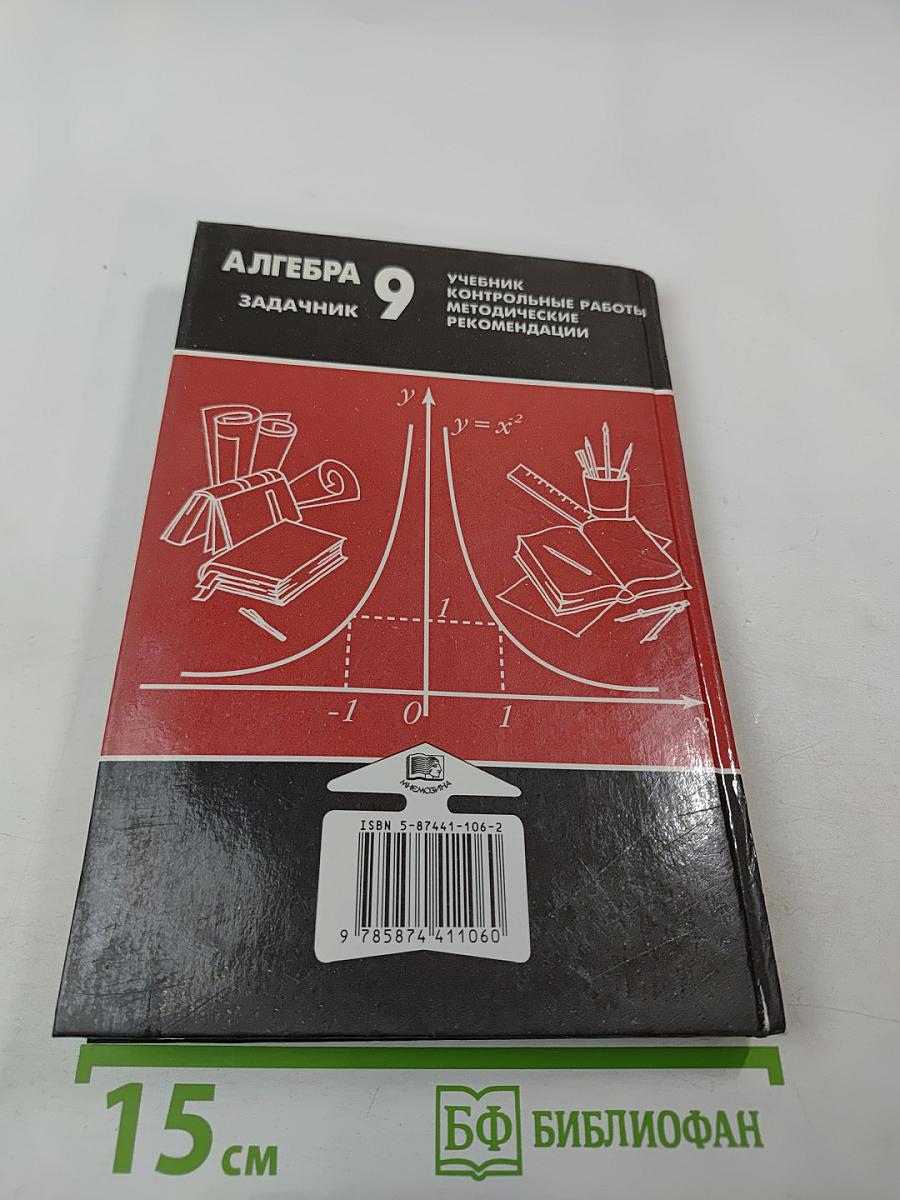 АЛГЕБРА
ЗАДАЧНИК
9
УЧЕБНИК
КОНТРОЛЬНЫЕ РАБОТЫ
МЕТОДИЧЕСКИЕ
РЕКОМЕНДАЦИИ
y
y = x²
1
-1 0 1
x
МНЕМОЗИНА
ISBN 5-87441-106-2
9 785874 411060
15 см
БФ БИБЛИОФАН